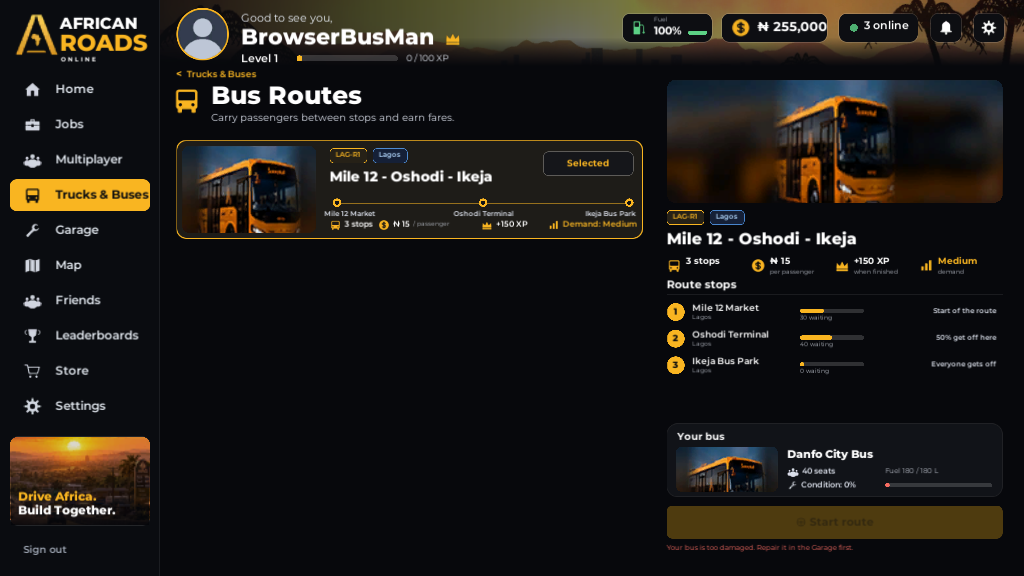 AFRICAN
ROADS
ONLINE
Home
Jobs
Multiplayer
Trucks & Buses
Garage
Map
Friends
Leaderboards
Store
Settings
Drive Africa.
Build Together.
Sign out
Good to see you,
BrowserBusMan
Level 1
0 / 100 XP
Fuel
100%
₦ 255,000
3 online
< Trucks & Buses
Bus Routes
Carry passengers between stops and earn fares.
LAG-R1
Lagos
Mile 12 - Oshodi - Ikeja
Selected
Mile 12 Market
Oshodi Terminal
Ikeja Bus Park
3 stops
₦ 15 / passenger
+150 XP
Demand: Medium
LAG-R1
Lagos
Mile 12 - Oshodi - Ikeja
3 stops
₦ 15
per passenger
+150 XP
when finished
Medium
demand
Route stops
1
Mile 12 Market
Lagos
30 waiting
Start of the route
2
Oshodi Terminal
Lagos
40 waiting
50% get off here
3
Ikeja Bus Park
Lagos
0 waiting
Everyone gets off
Your bus
Danfo City Bus
40 seats
Fuel 180 / 180 L
Condition: 0%
Start route
Your bus is too damaged. Repair it in the Garage first.